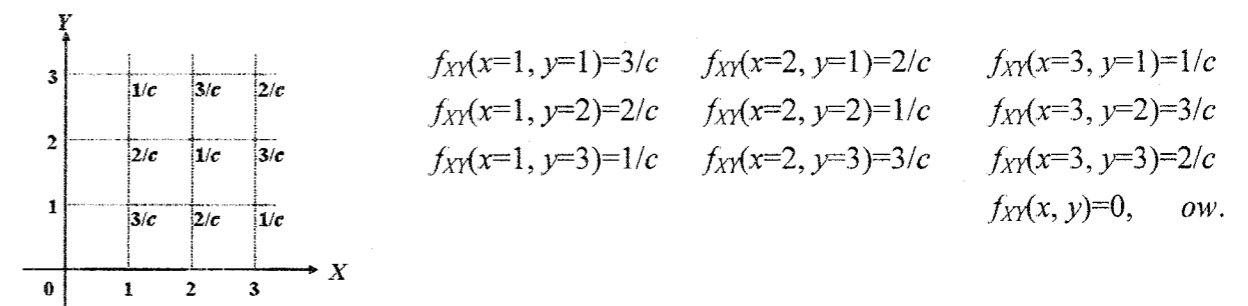 Y
3
1/c 3/c 2/c
2
2/c 1/c 3/c
1
3/c 2/c 1/c
X
0 1 2 3
fXY(x=1, y=1)=3/c fXY(x=2, y=1)=2/c fXY(x=3, y=1)=1/c
fXY(x=1, y=2)=2/c fXY(x=2, y=2)=1/c fXY(x=3, y=2)=3/c
fXY(x=1, y=3)=1/c fXY(x=2, y=3)=3/c fXY(x=3, y=3)=2/c
fXY(x, y)=0, ow.